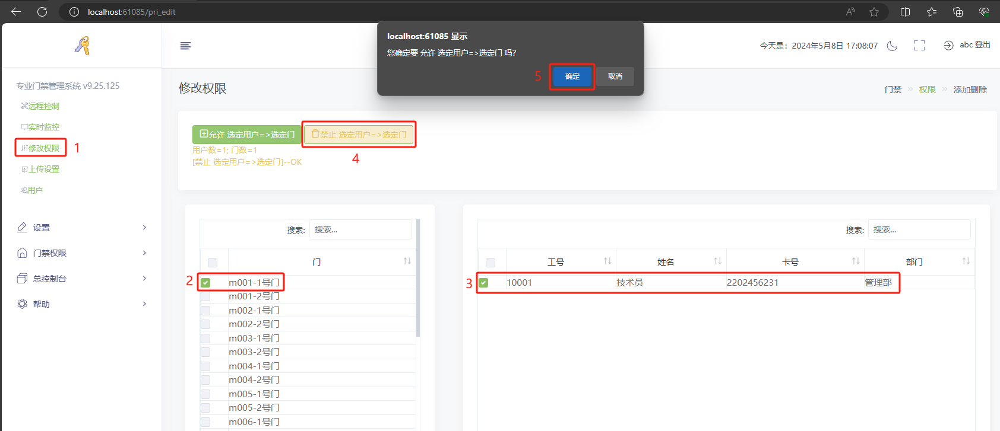 localhost:61085/pri_edit
localhost:61085 显示
您确定要 允许 选定用户=>选定门 吗?
5
确定
取消
今天是: 2024年5月8日 17:08:07
abc 登出
专业门禁管理系统 v9.25.125
远程控制
实时监控
修改权限
1
上传设置
用户
设置
门禁权限
总控制台
帮助
修改权限
门禁 » 权限 » 添加删除
允许 选定用户=>选定门
禁止 选定用户=>选定门
4
用户数=1; 门数=1
[禁止 选定用户=>选定门]--OK
搜索: 搜索...
门
2
m001-1号门
m001-2号门
m002-1号门
m002-2号门
m003-1号门
m003-2号门
m004-1号门
m004-2号门
m005-1号门
m005-2号门
m006-1号门
搜索: 搜索...
工号 姓名 卡号 部门
3
10001 技术员 2202456231 管理部